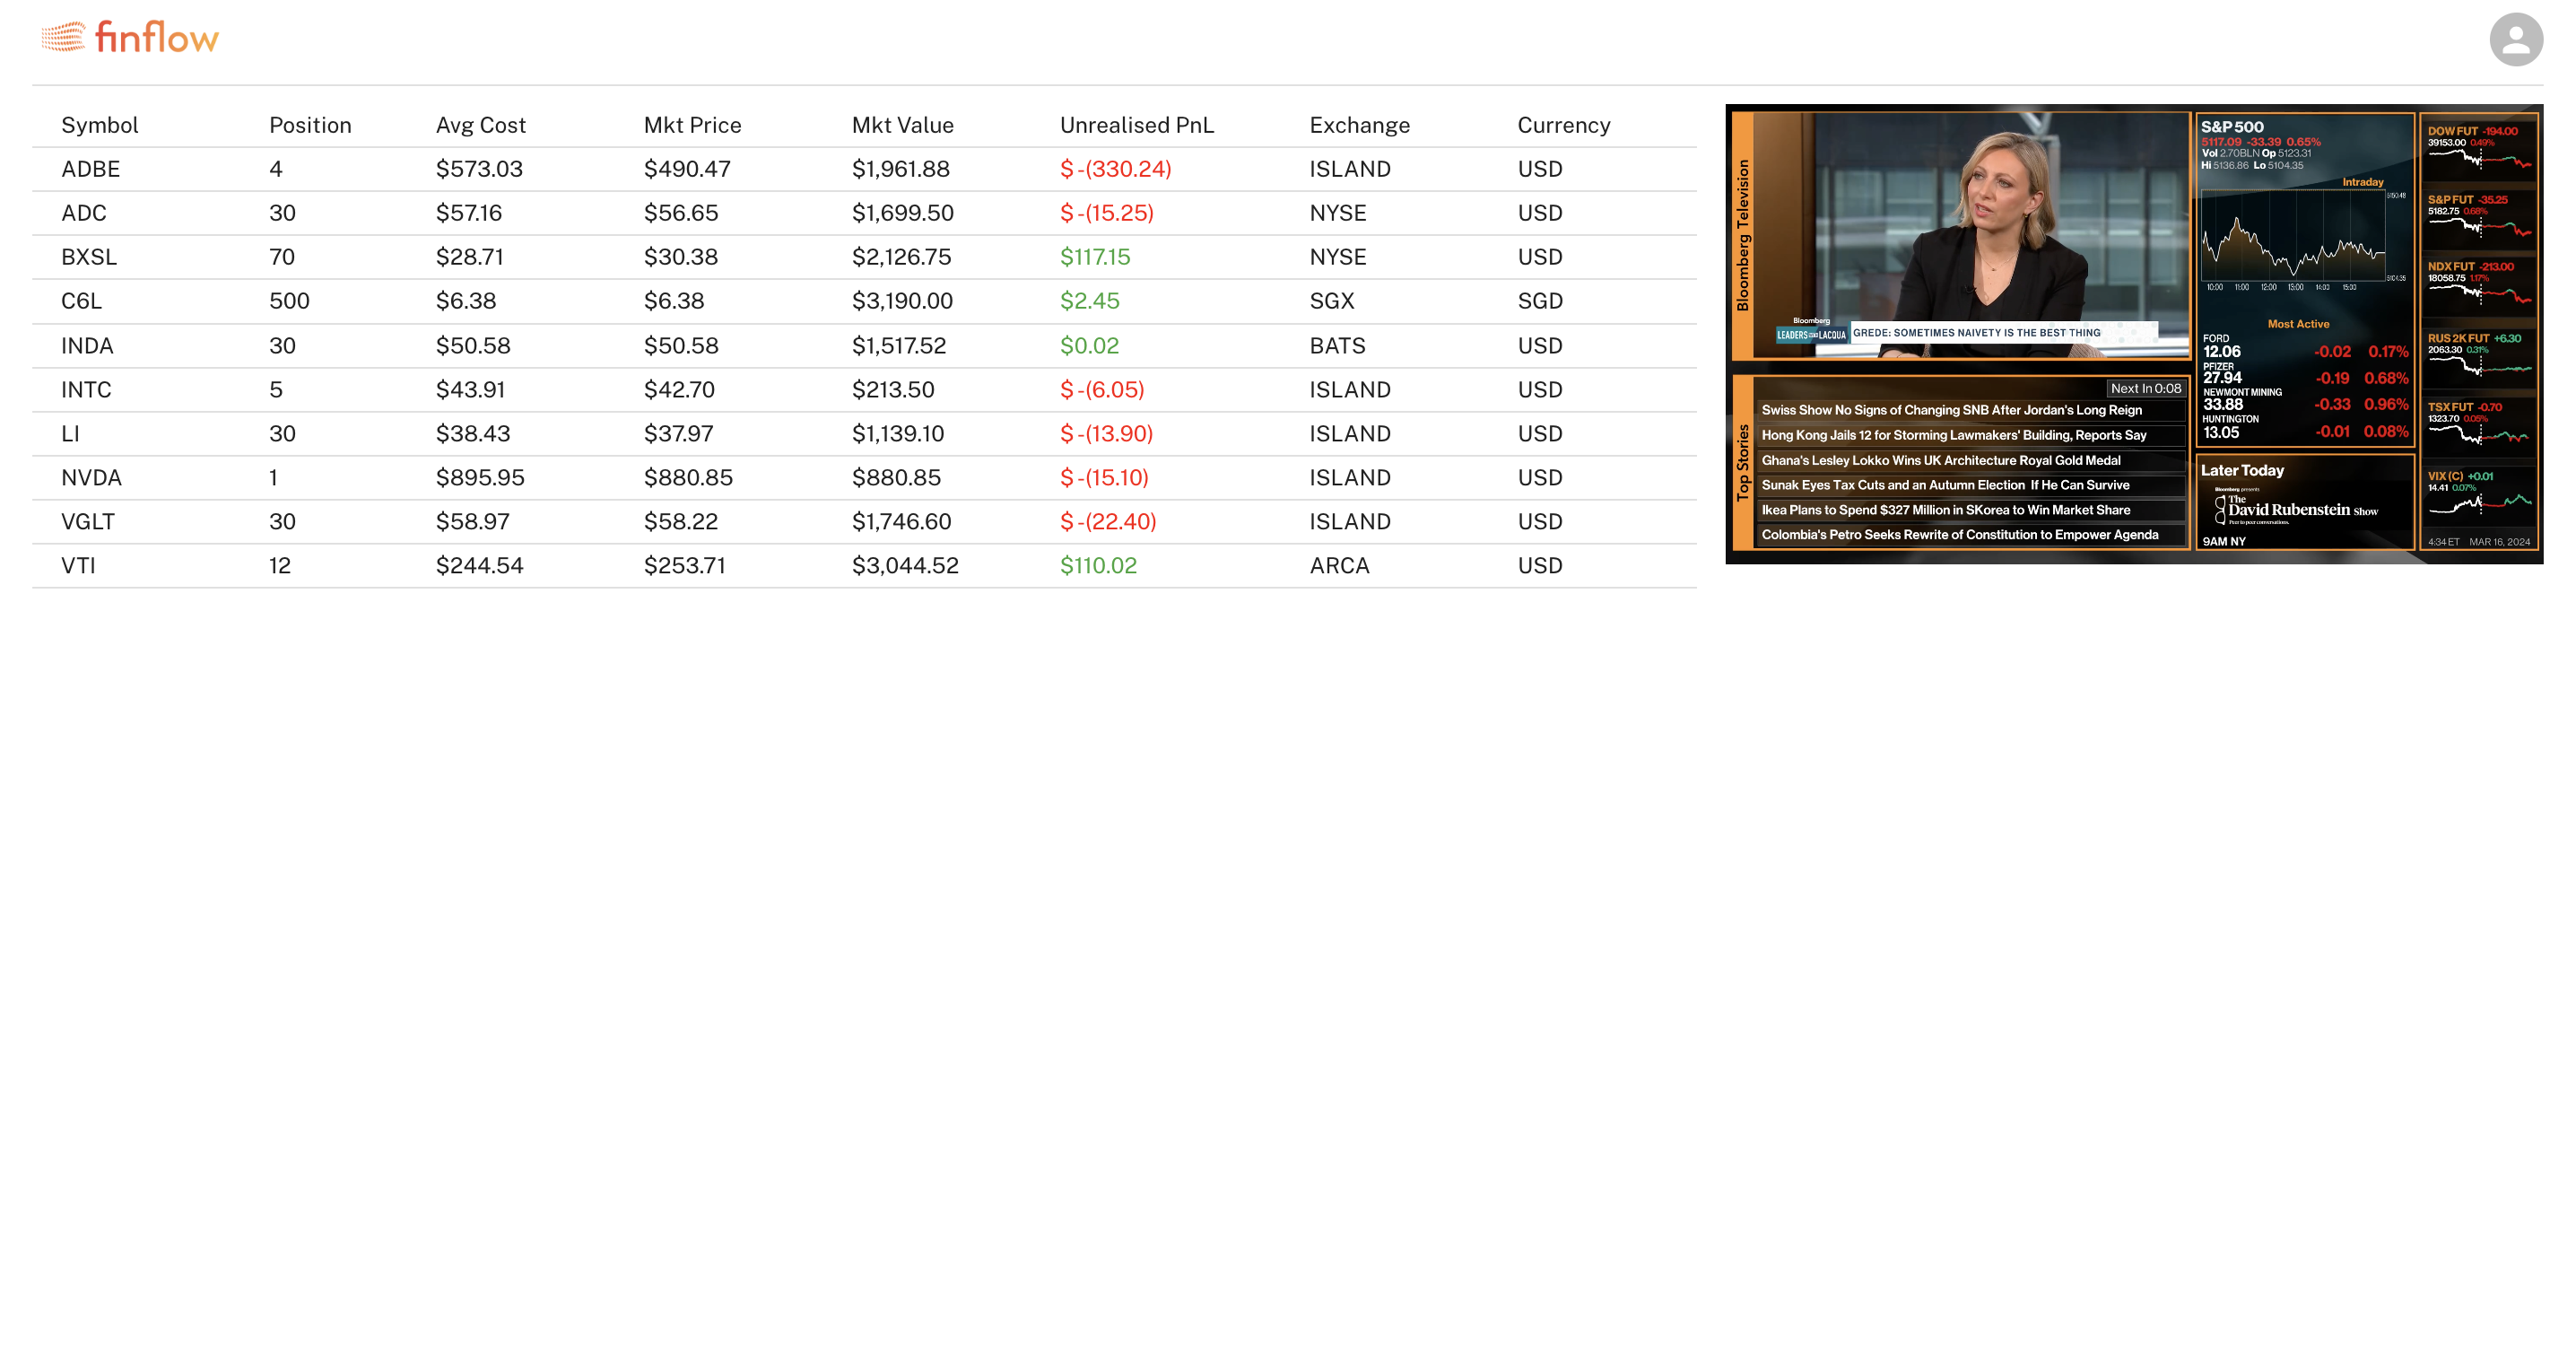 finflow
Symbol Position Avg Cost Mkt Price Mkt Value Unrealised PnL Exchange Currency
ADBE 4 $573.03 $490.47 $1,961.88 $ -(330.24) ISLAND USD
ADC 30 $57.16 $56.65 $1,699.50 $ -(15.25) NYSE USD
BXSL 70 $28.71 $30.38 $2,126.75 $117.15 NYSE USD
C6L 500 $6.38 $6.38 $3,190.00 $2.45 SGX SGD
INDA 30 $50.58 $50.58 $1,517.52 $0.02 BATS USD
INTC 5 $43.91 $42.70 $213.50 $ -(6.05) ISLAND USD
LI 30 $38.43 $37.97 $1,139.10 $ -(13.90) ISLAND USD
NVDA 1 $895.95 $880.85 $880.85 $ -(15.10) ISLAND USD
VGLT 30 $58.97 $58.22 $1,746.60 $ -(22.40) ISLAND USD
VTI 12 $244.54 $253.71 $3,044.52 $110.02 ARCA USD
Bloomberg Television
Bloomberg
LEADERS LACQUA GREDE: SOMETIMES NAIVETY IS THE BEST THING
Top Stories
Next In 0:08
Swiss Show No Signs of Changing SNB After Jordan's Long Reign
Hong Kong Jails 12 for Storming Lawmakers' Building, Reports Say
Ghana's Lesley Lokko Wins UK Architecture Royal Gold Medal
Sunak Eyes Tax Cuts and an Autumn Election If He Can Survive
Ikea Plans to Spend $327 Million in SKorea to Win Market Share
Colombia's Petro Seeks Rewrite of Constitution to Empower Agenda
S&P 500
5117.09 -33.39 0.65%
Vol 2.70BLN Op 5123.31
Hi 5136.86 Lo 5104.35
Intraday
5150.48
5104.35
10:00 11:00 12:00 13:00 14:00 15:00
Most Active
FORD
12.06 -0.02 0.17%
PFIZER
27.94 -0.19 0.68%
NEWMONT MINING
33.88 -0.33 0.96%
HUNTINGTON
13.05 -0.01 0.08%
Later Today
Bloomberg presents
The
David Rubenstein Show
Peer to peer conversations.
9AM NY
DOW FUT -194.00
39153.00 0.49%
S&P FUT -35.25
5182.75 0.68%
NDX FUT -213.00
18058.75 1.17%
RUS 2K FUT +6.30
2063.30 0.31%
TSX FUT -0.70
1323.70 0.05%
VIX (C) +0.01
14.41 0.07%
4:34 ET MAR 16, 2024